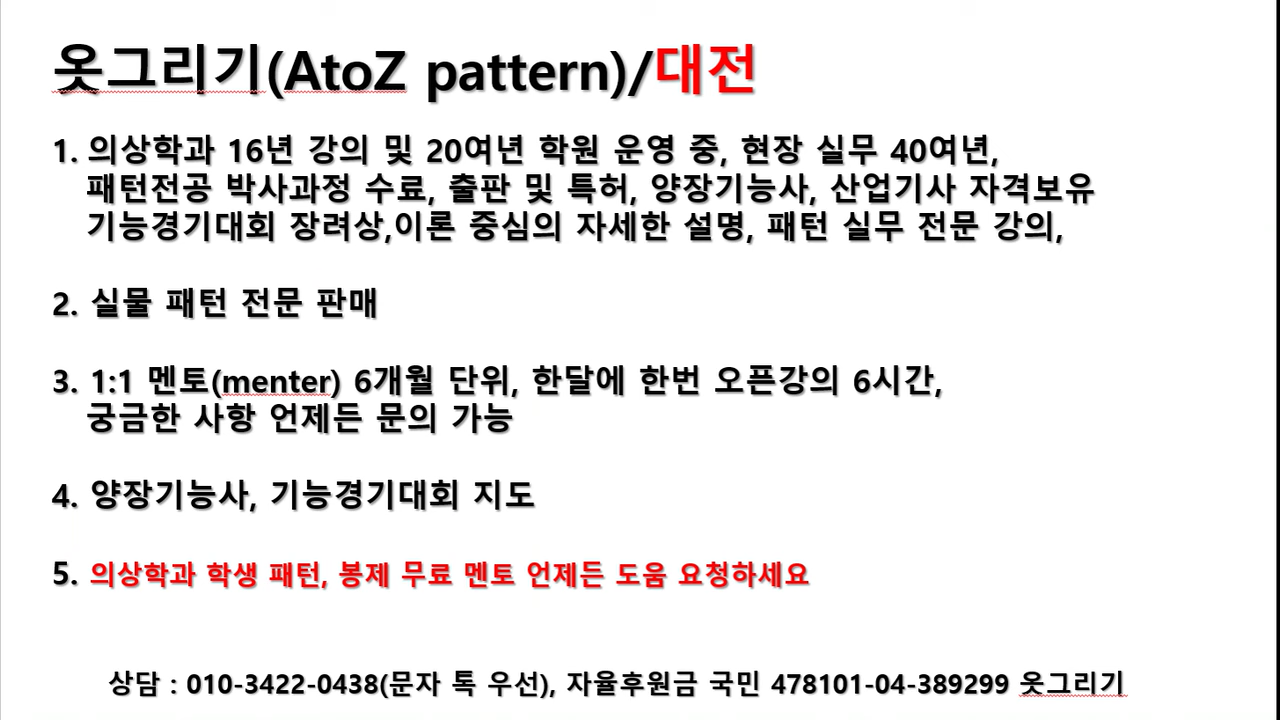 옷그리기(AtoZ pattern)/대전
1. 의상학과 16년 강의 및 20여년 학원 운영 중, 현장 실무 40여년,
패턴전공 박사과정 수료, 출판 및 특허, 양장기능사, 산업기사 자격보유
기능경기대회 장려상,이론 중심의 자세한 설명, 패턴 실무 전문 강의,
2. 실물 패턴 전문 판매
3. 1:1 멘토(menter) 6개월 단위, 한달에 한번 오픈강의 6시간,
궁금한 사항 언제든 문의 가능
4. 양장기능사, 기능경기대회 지도
5. 의상학과 학생 패턴, 봉제 무료 멘토 언제든 도움 요청하세요
상담 : 010-3422-0438(문자 톡 우선), 자율후원금 국민 478101-04-389299 옷그리기